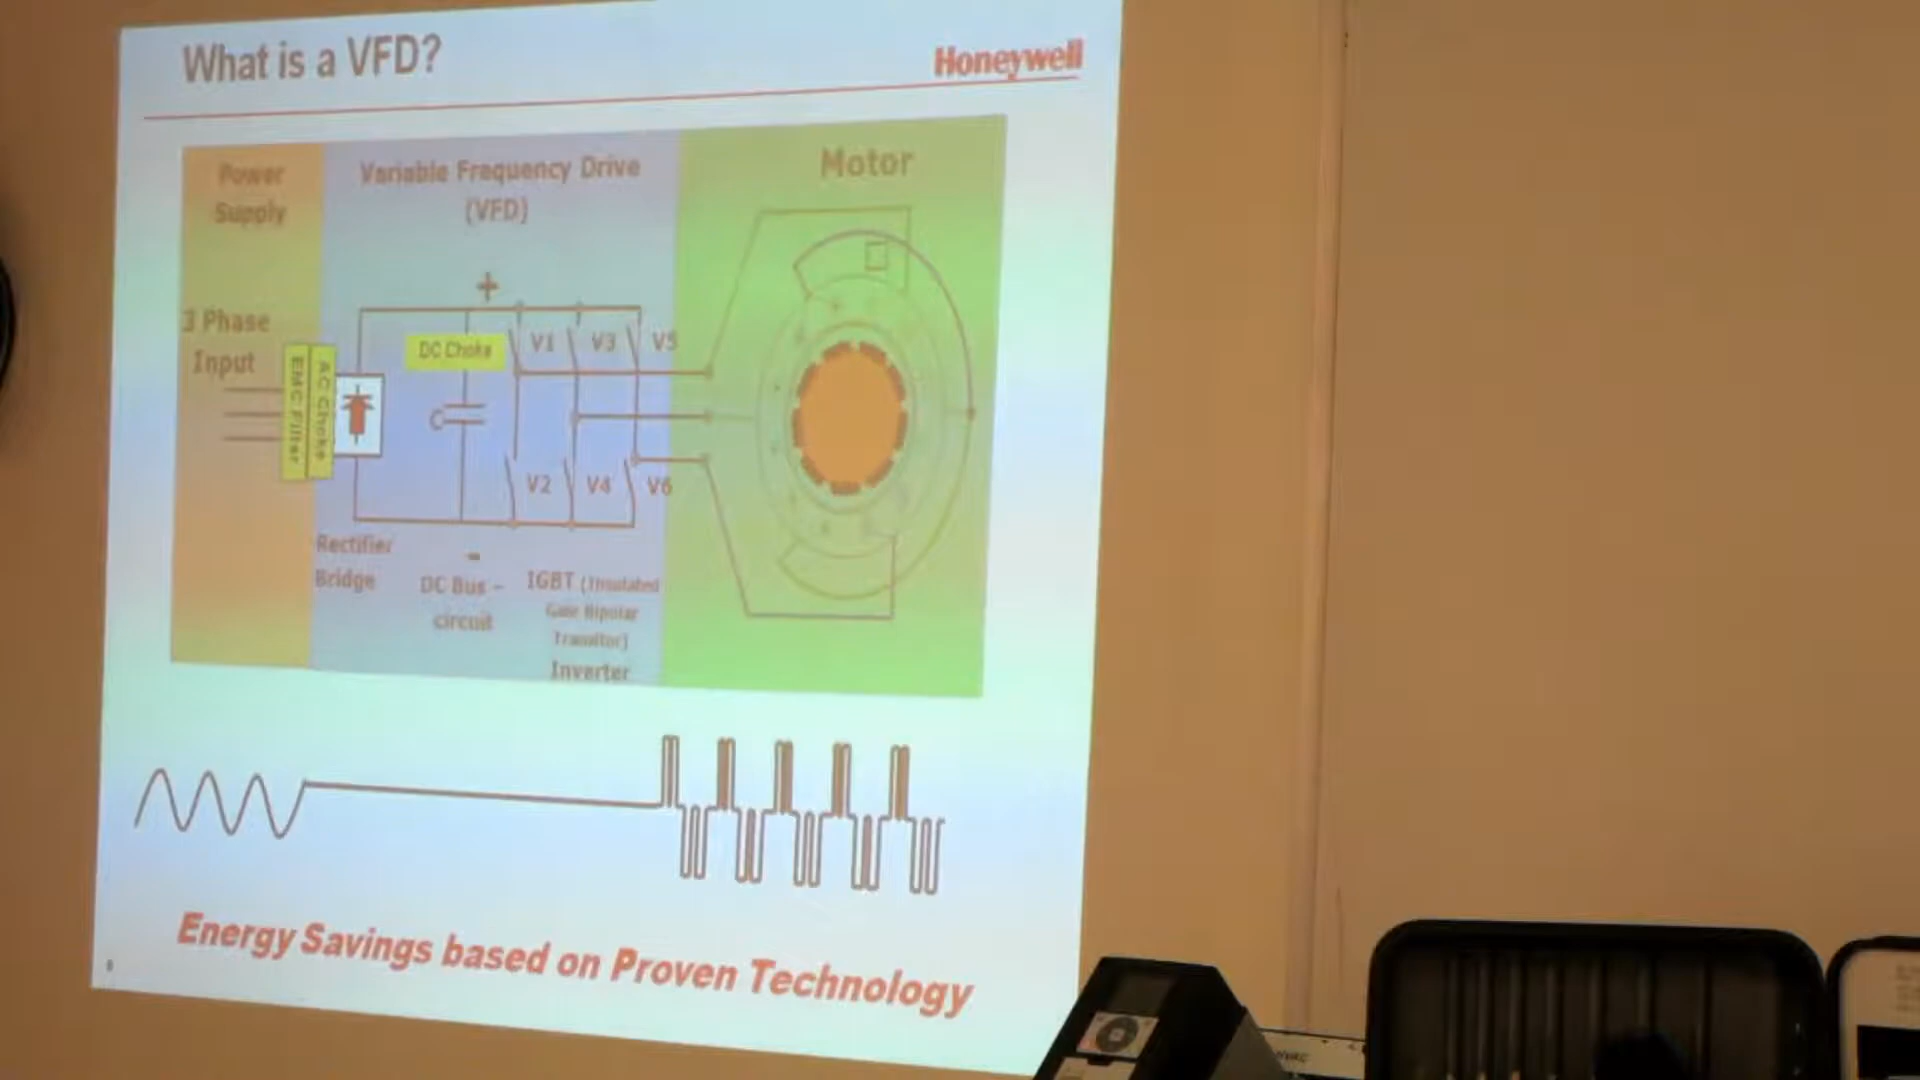 What is a VFD?
Honeywell
Power
Supply
Variable Frequency Drive
(VFD)
Motor
+
3 Phase
Input
EMC Filter
AC Choke
DC Choke
C
V1
V3
V5
V2
V4
V6
Rectifier
Bridge
-
DC Bus –
circuit
IGBT (Insulated
Gate Bipolar
Transitor)
Inverter
Energy Savings based on Proven Technology
HVAC